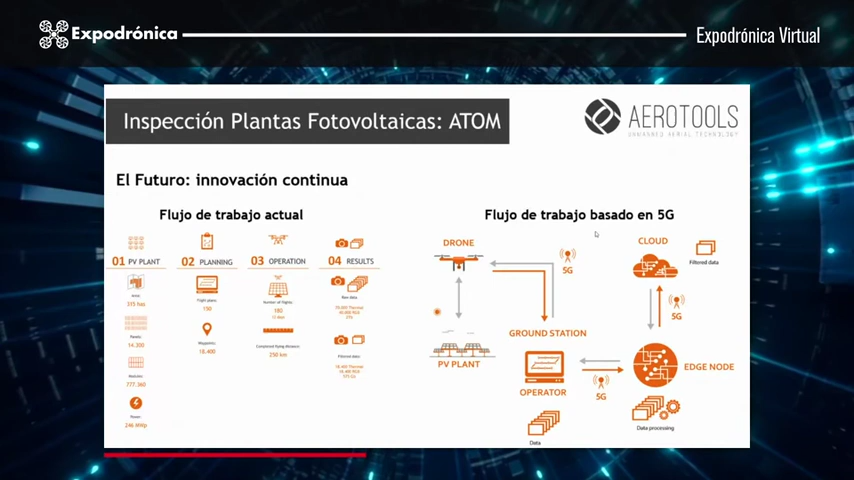 Expodrónica
Expodrónica Virtual
Inspección Plantas Fotovoltaicas: ATOM
AEROTOOLS
UNMANNED AERIAL TECHNOLOGY
El Futuro: innovación continua
Flujo de trabajo actual
01 PV PLANT
02 PLANNING
03 OPERATION
04 RESULTS
Area:
315 has
Panels:
14.300
Modules:
777.360
Power:
246 MWp
Flight plans:
190
Waypoints:
18.400
Number of flights:
180
Completed flying distance:
250 km
Raw data:
Filtered data:
Flujo de trabajo basado en 5G
DRONE
5G
CLOUD
Filtered data
5G
GROUND STATION
PV PLANT
OPERATOR
5G
EDGE NODE
Data
Data processing